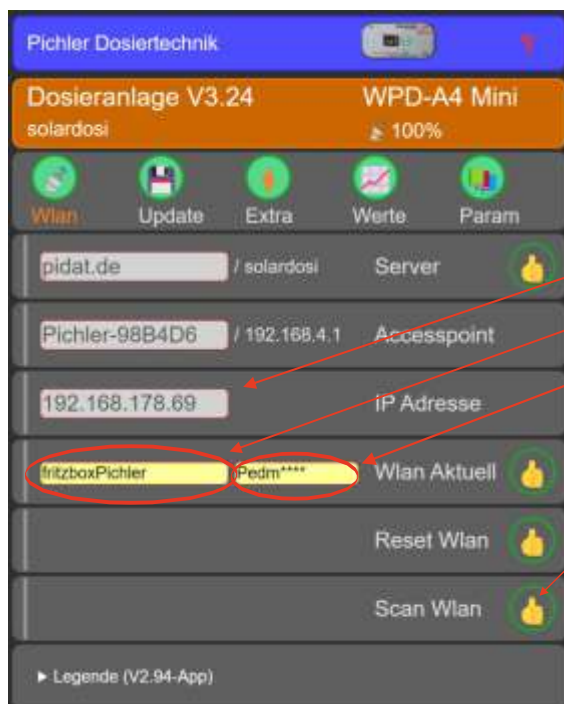 Pichler Dosiertechnik
Dosieranlage V3.24 WPD-A4 Mini
solardosi 100%
Wlan Update Extra Werte Param
pidat.de / solardosi Server
Pichler-98B4D6 / 192.168.4.1 Accesspoint
192.168.178.69 iP Adresse
fritzboxPichler Pedm**** Wlan Aktuell
Reset Wlan
Scan Wlan
► Legende (V2.94-App)